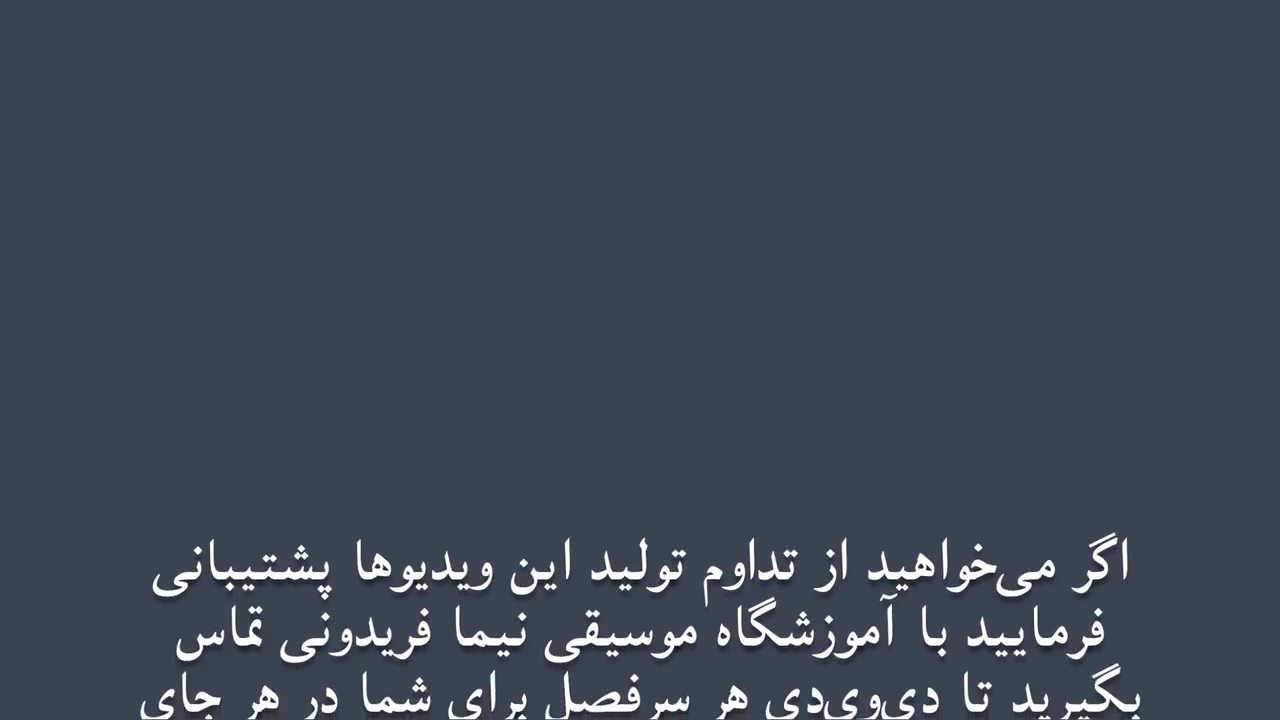 اگر می‌خواهید از تداوم تولید این ویدیوها پشتیبانی
فرمایید با آموزشگاه موسیقی نیما فریدونی تماس
بگیرید تا دی‌وی‌دی هر سرفصل برای شما در هر جای